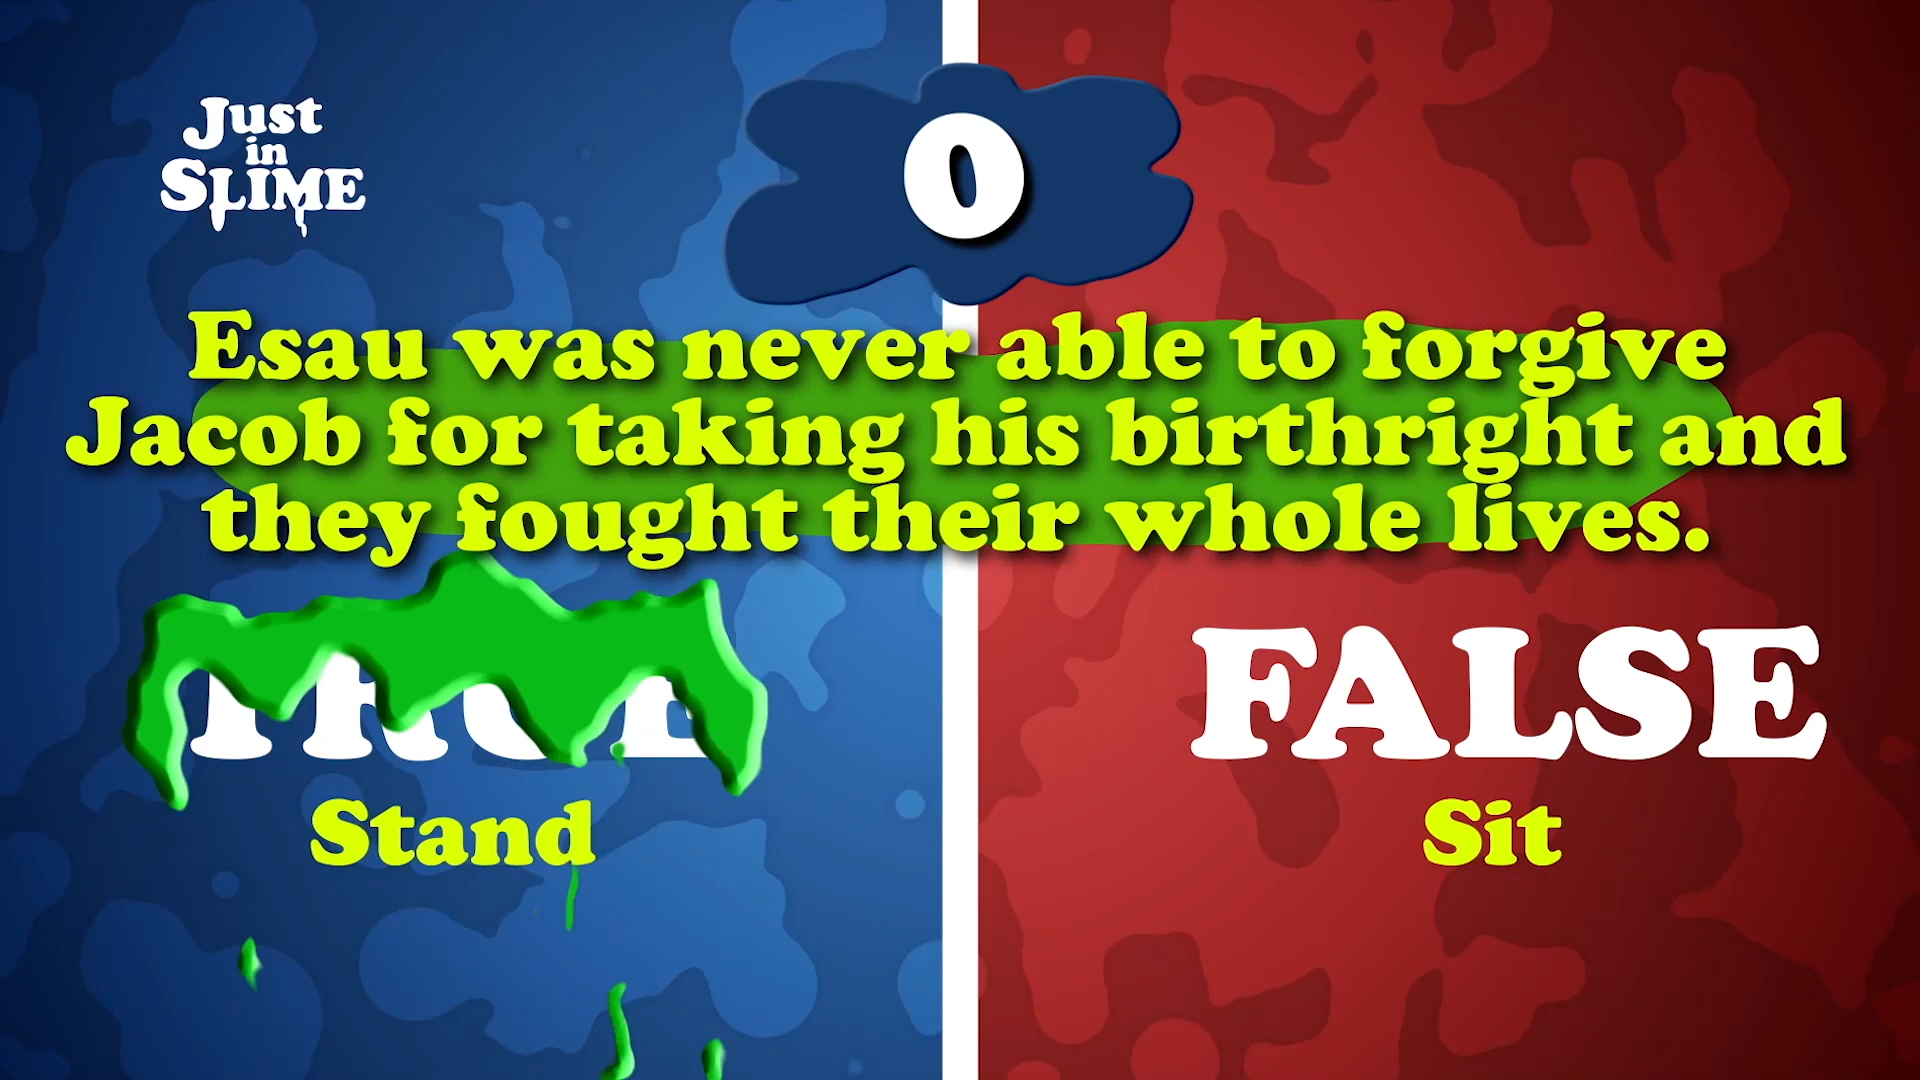 Just
in
SLIME
0
Esau was never able to forgive
Jacob for taking his birthright and
they fought their whole lives.
TRUE
FALSE
Stand
Sit